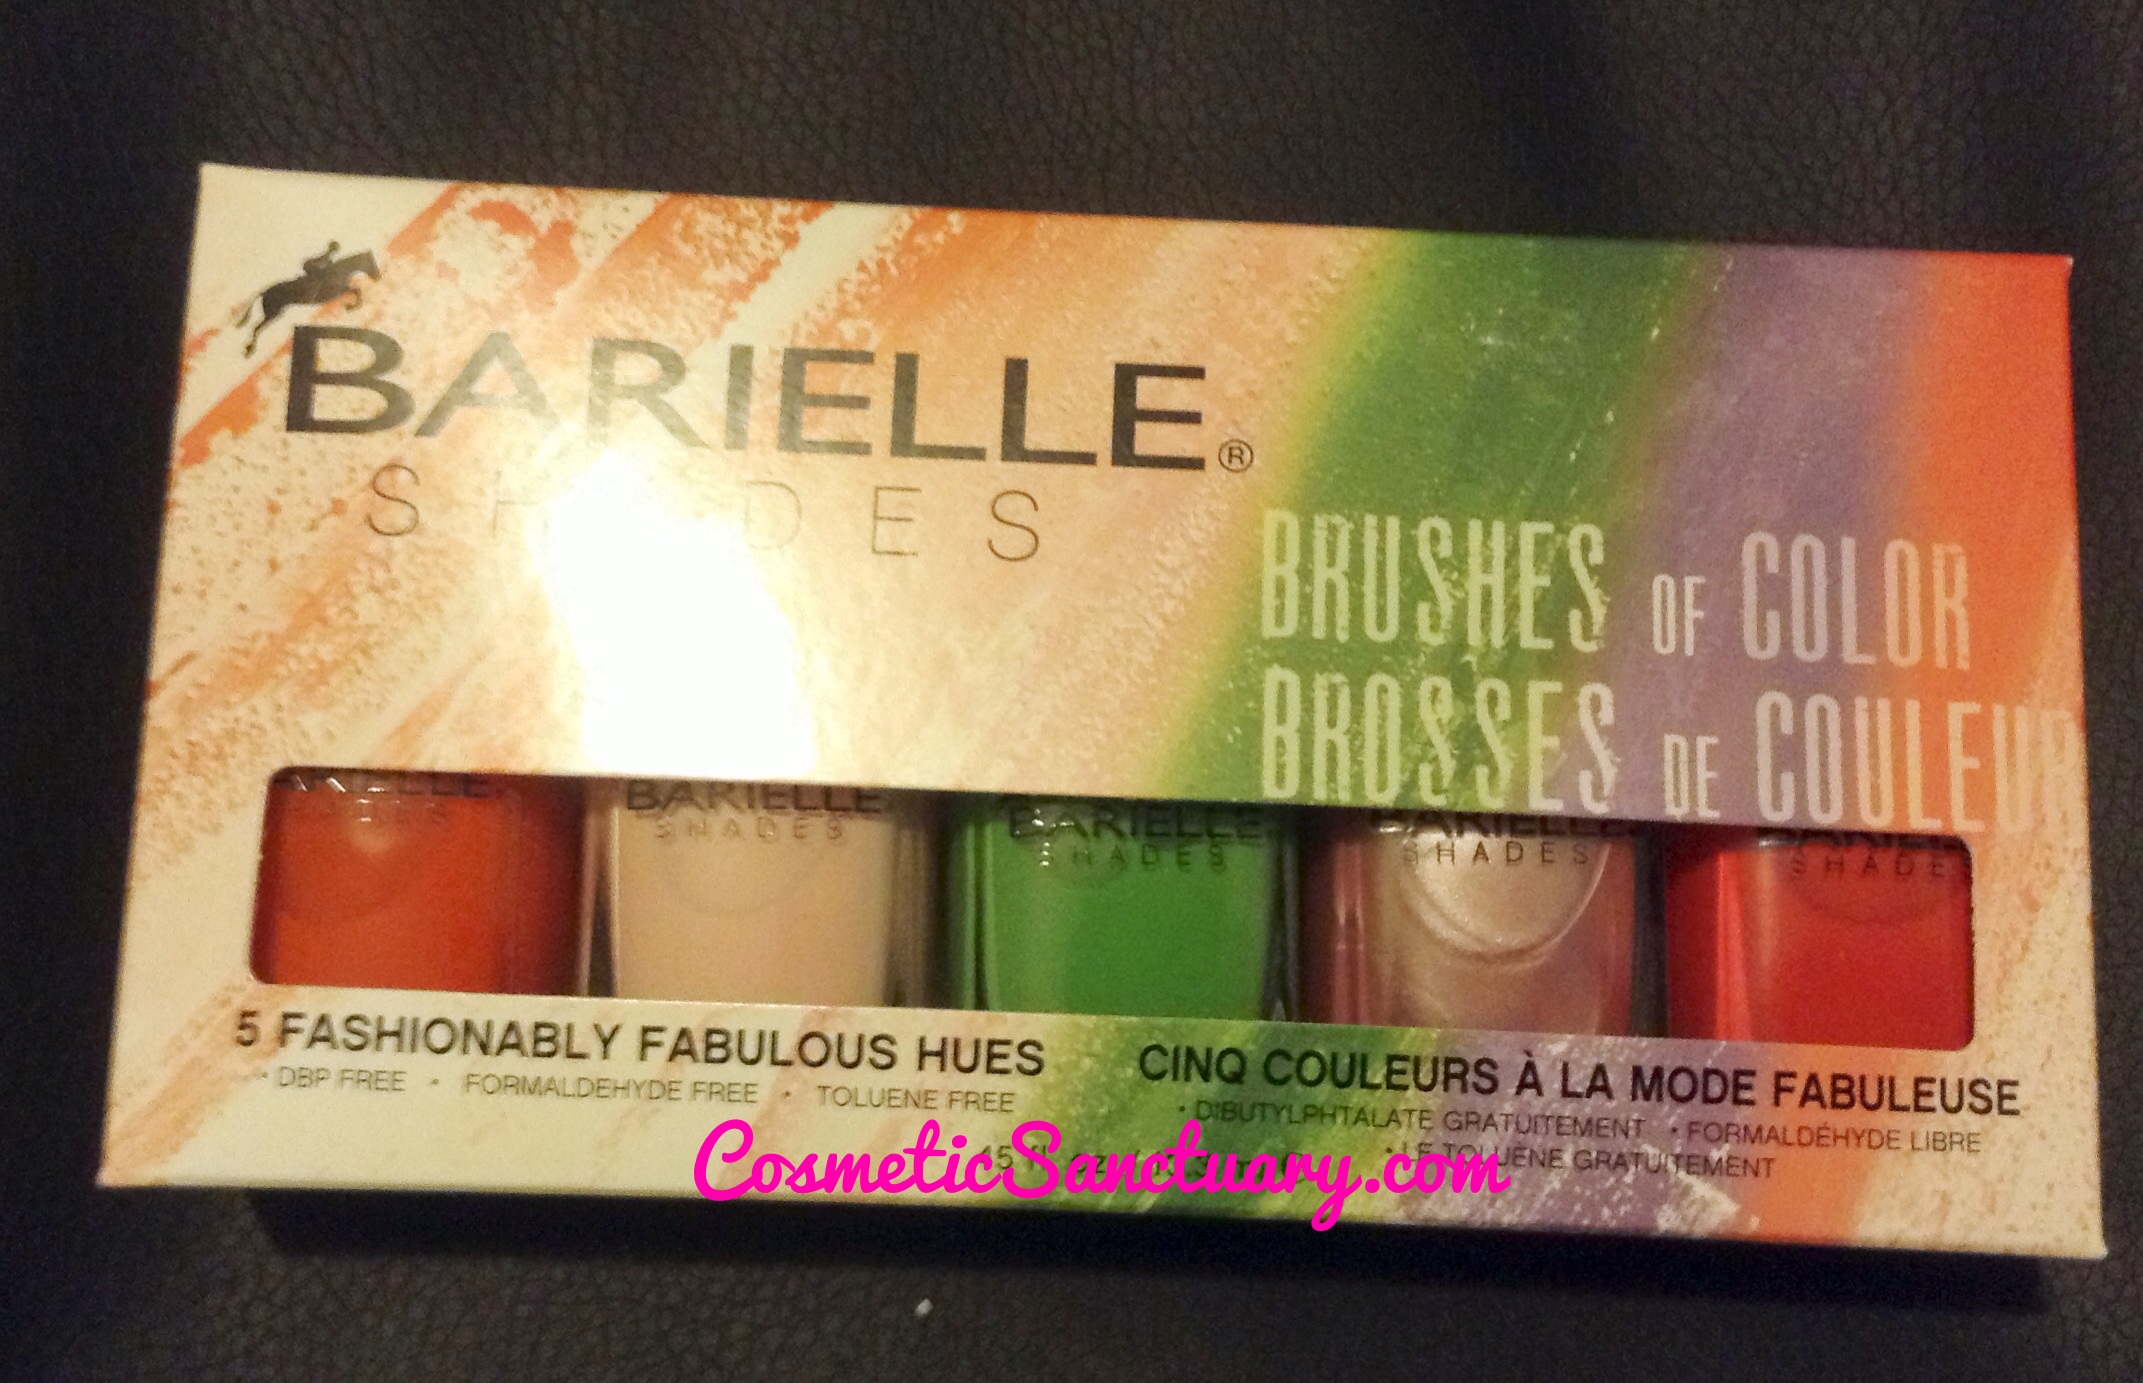 BARIELLE®
SHADES
BRUSHES OF COLOR
BROSSES DE COULEUR
BARIELLE
SHADES
BARIELLE
SHADES
BARIELLE
SHADES
BARIELLE
SHADES
SHADES
5 FASHIONABLY FABULOUS HUES
• DBP FREE • FORMALDEHYDE FREE • TOLUENE FREE
CINQ COULEURS À LA MODE FABULEUSE
• DIBUTYLPHTALATE GRATUITEMENT • FORMALDÉHYDE LIBRE
• LE TOLUÈNE GRATUITEMENT
CosmeticSanctuary.com